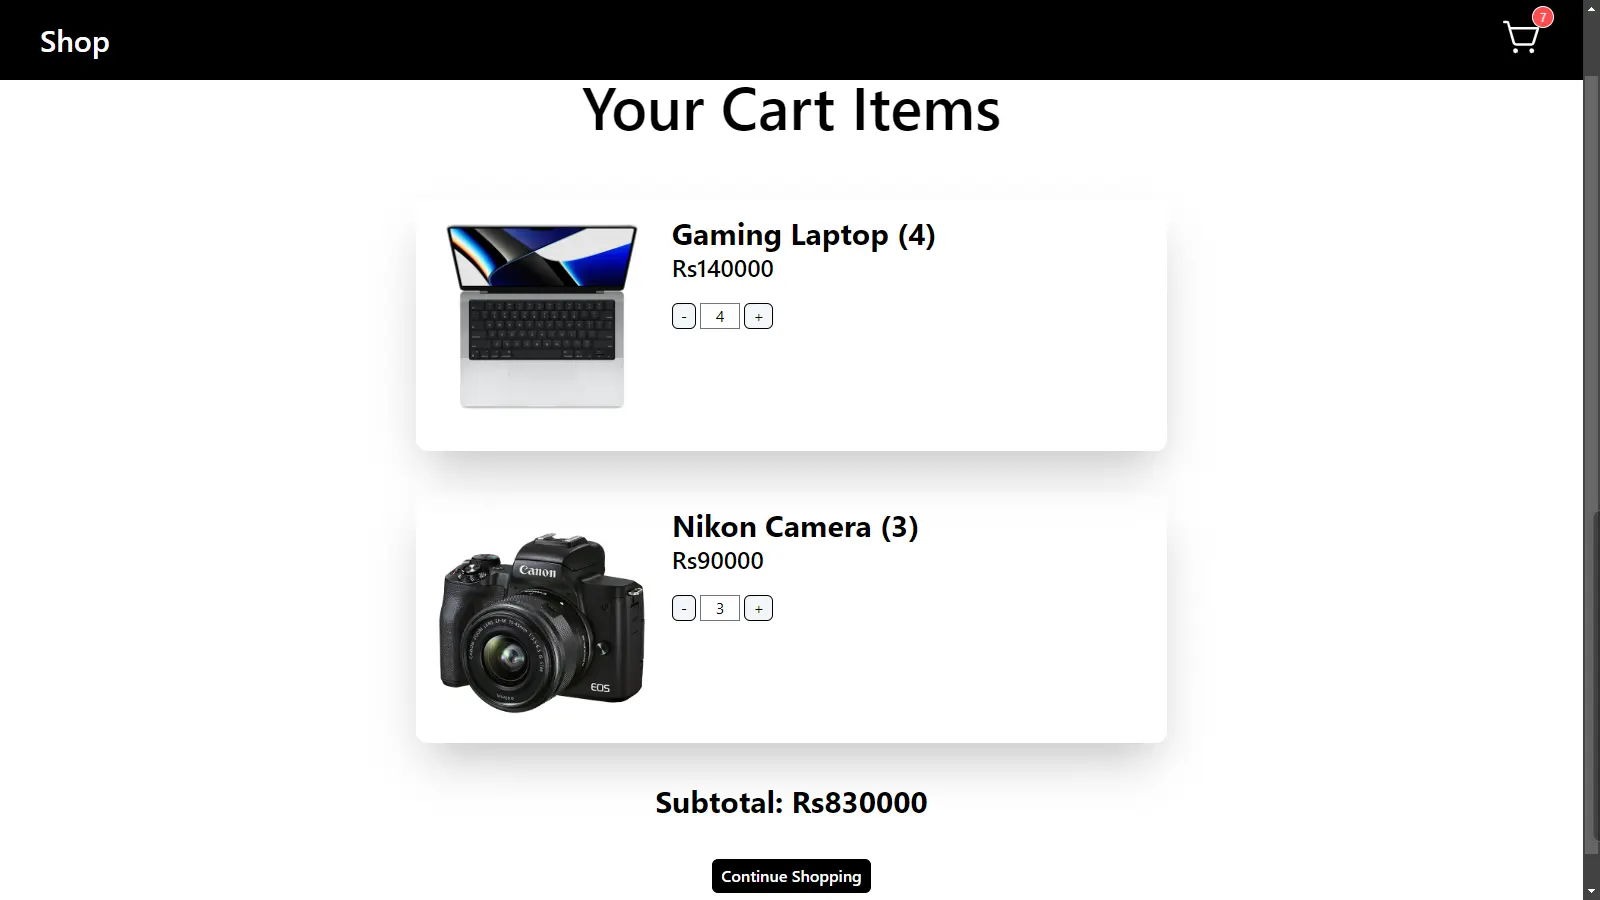 Shop
7
Your Cart Items
Gaming Laptop (4)
Rs140000
- 4 +
Nikon Camera (3)
Rs90000
- 3 +
Canon
EOS
Subtotal: Rs830000
Continue Shopping